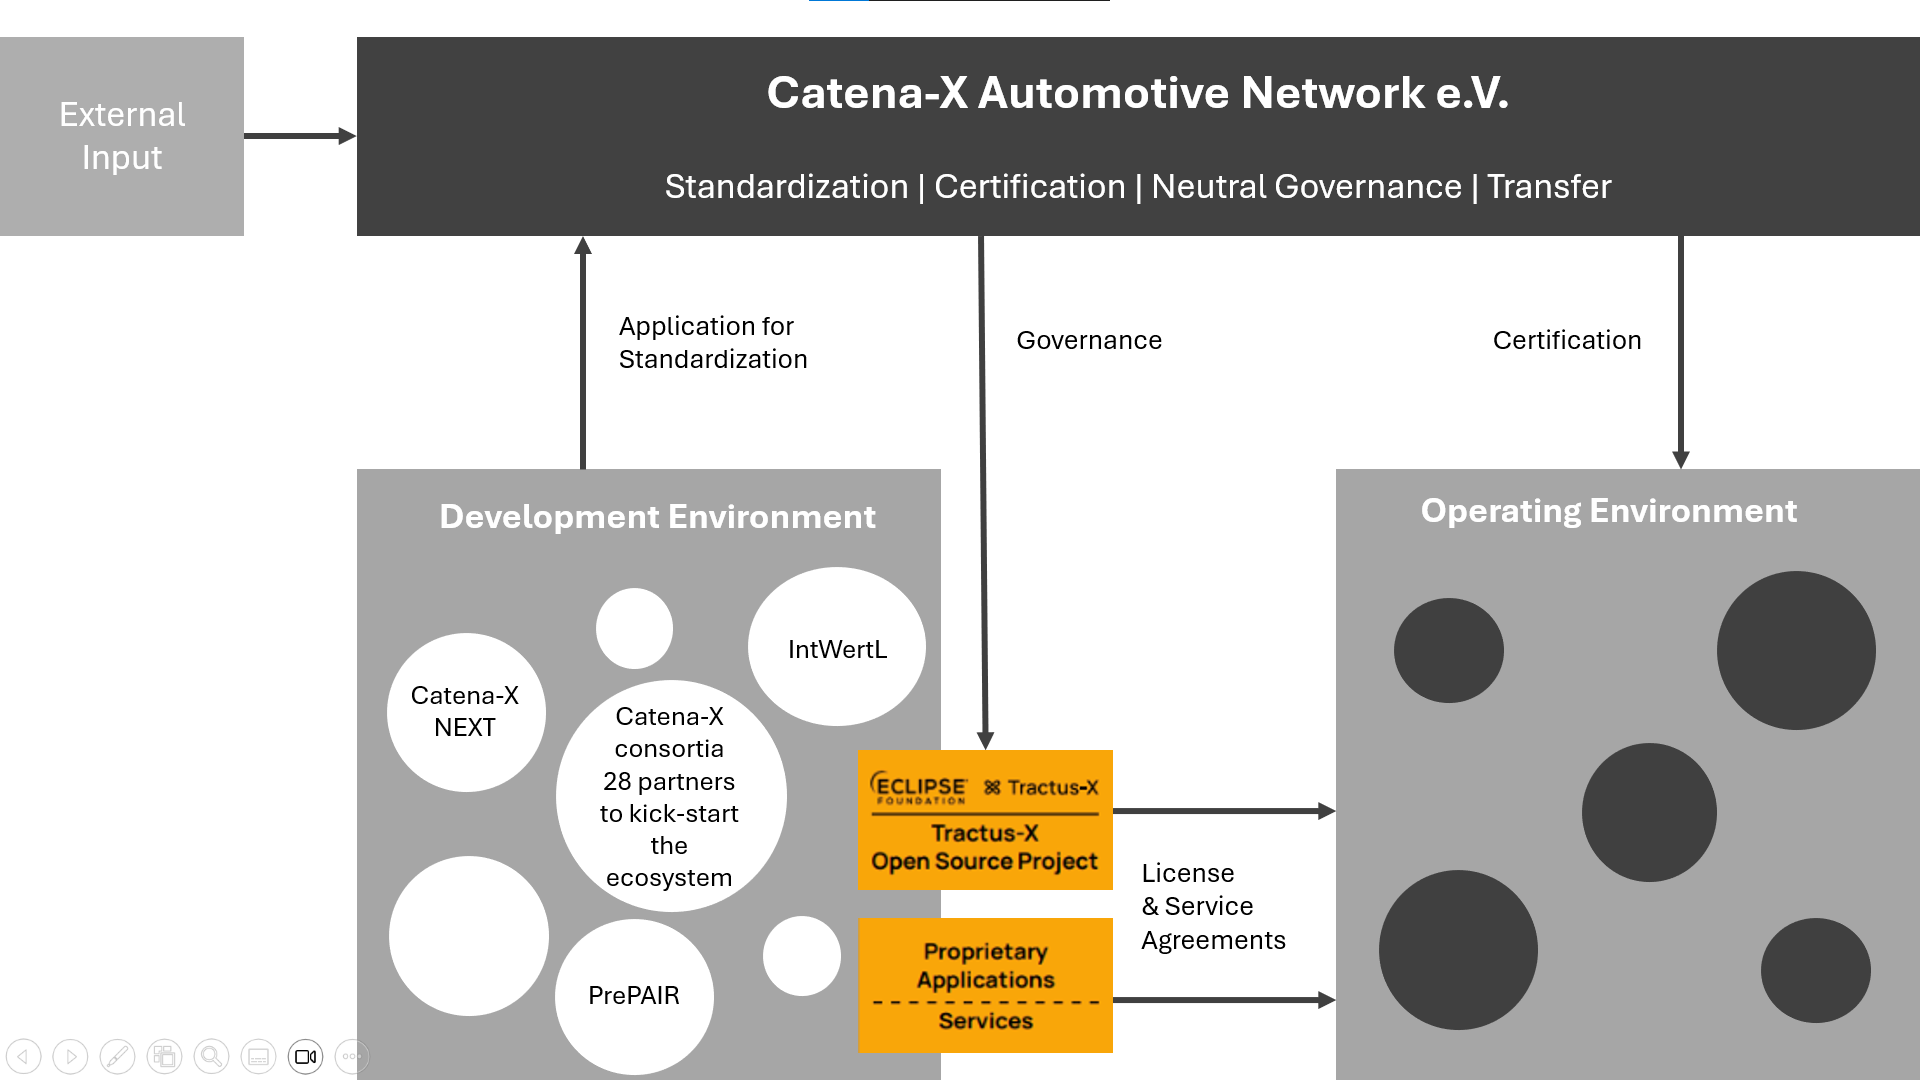 External
Input
Catena-X Automotive Network e.V.
Standardization | Certification | Neutral Governance | Transfer
Application for
Standardization
Governance
Certification
Development Environment
IntWertL
Catena-X
NEXT
Catena-X
consortia
28 partners
to kick-start
the
ecosystem
PrePAIR
ECLIPSE
FOUNDATION
Tractus-X
Tractus-X
Open Source Project
Proprietary
Applications
Services
License
& Service
Agreements
Operating Environment